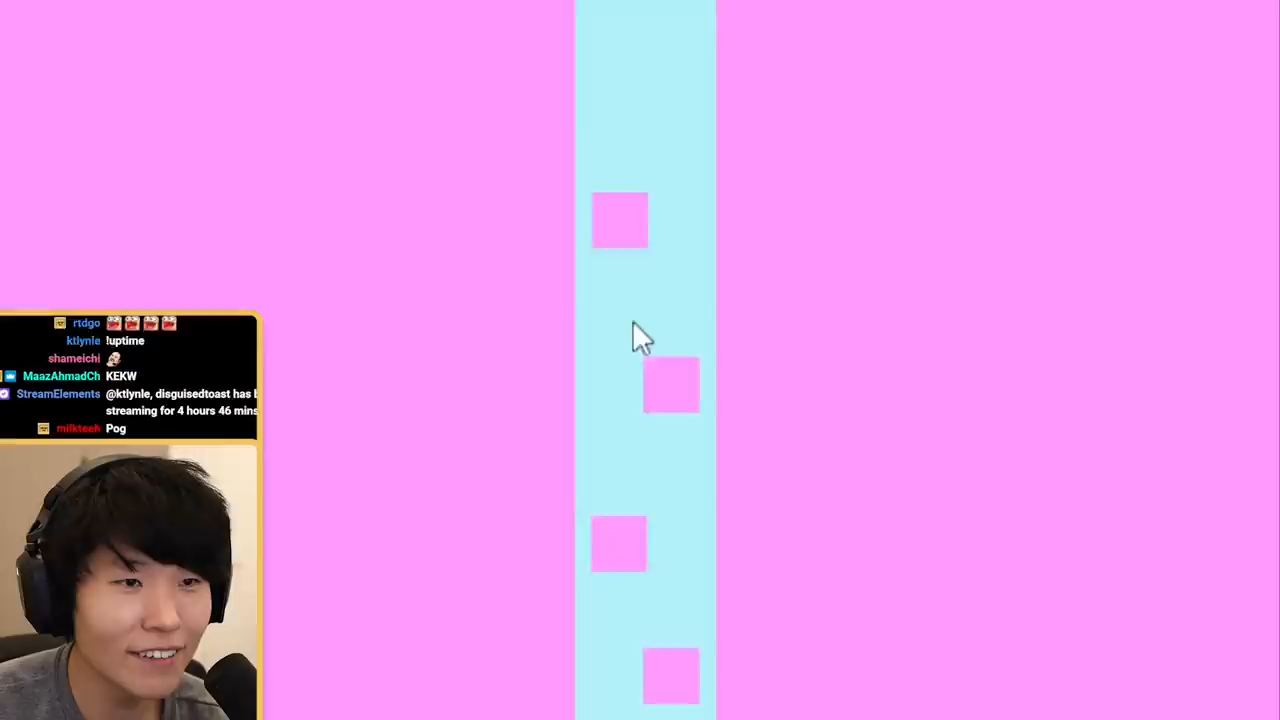 rtdgo
ktlynle !uptime
shameichi
MaazAhmadCh KEKW
StreamElements @ktlynle, disguisedtoast has
streaming for 4 hours 46 mins
milkteeh Pog